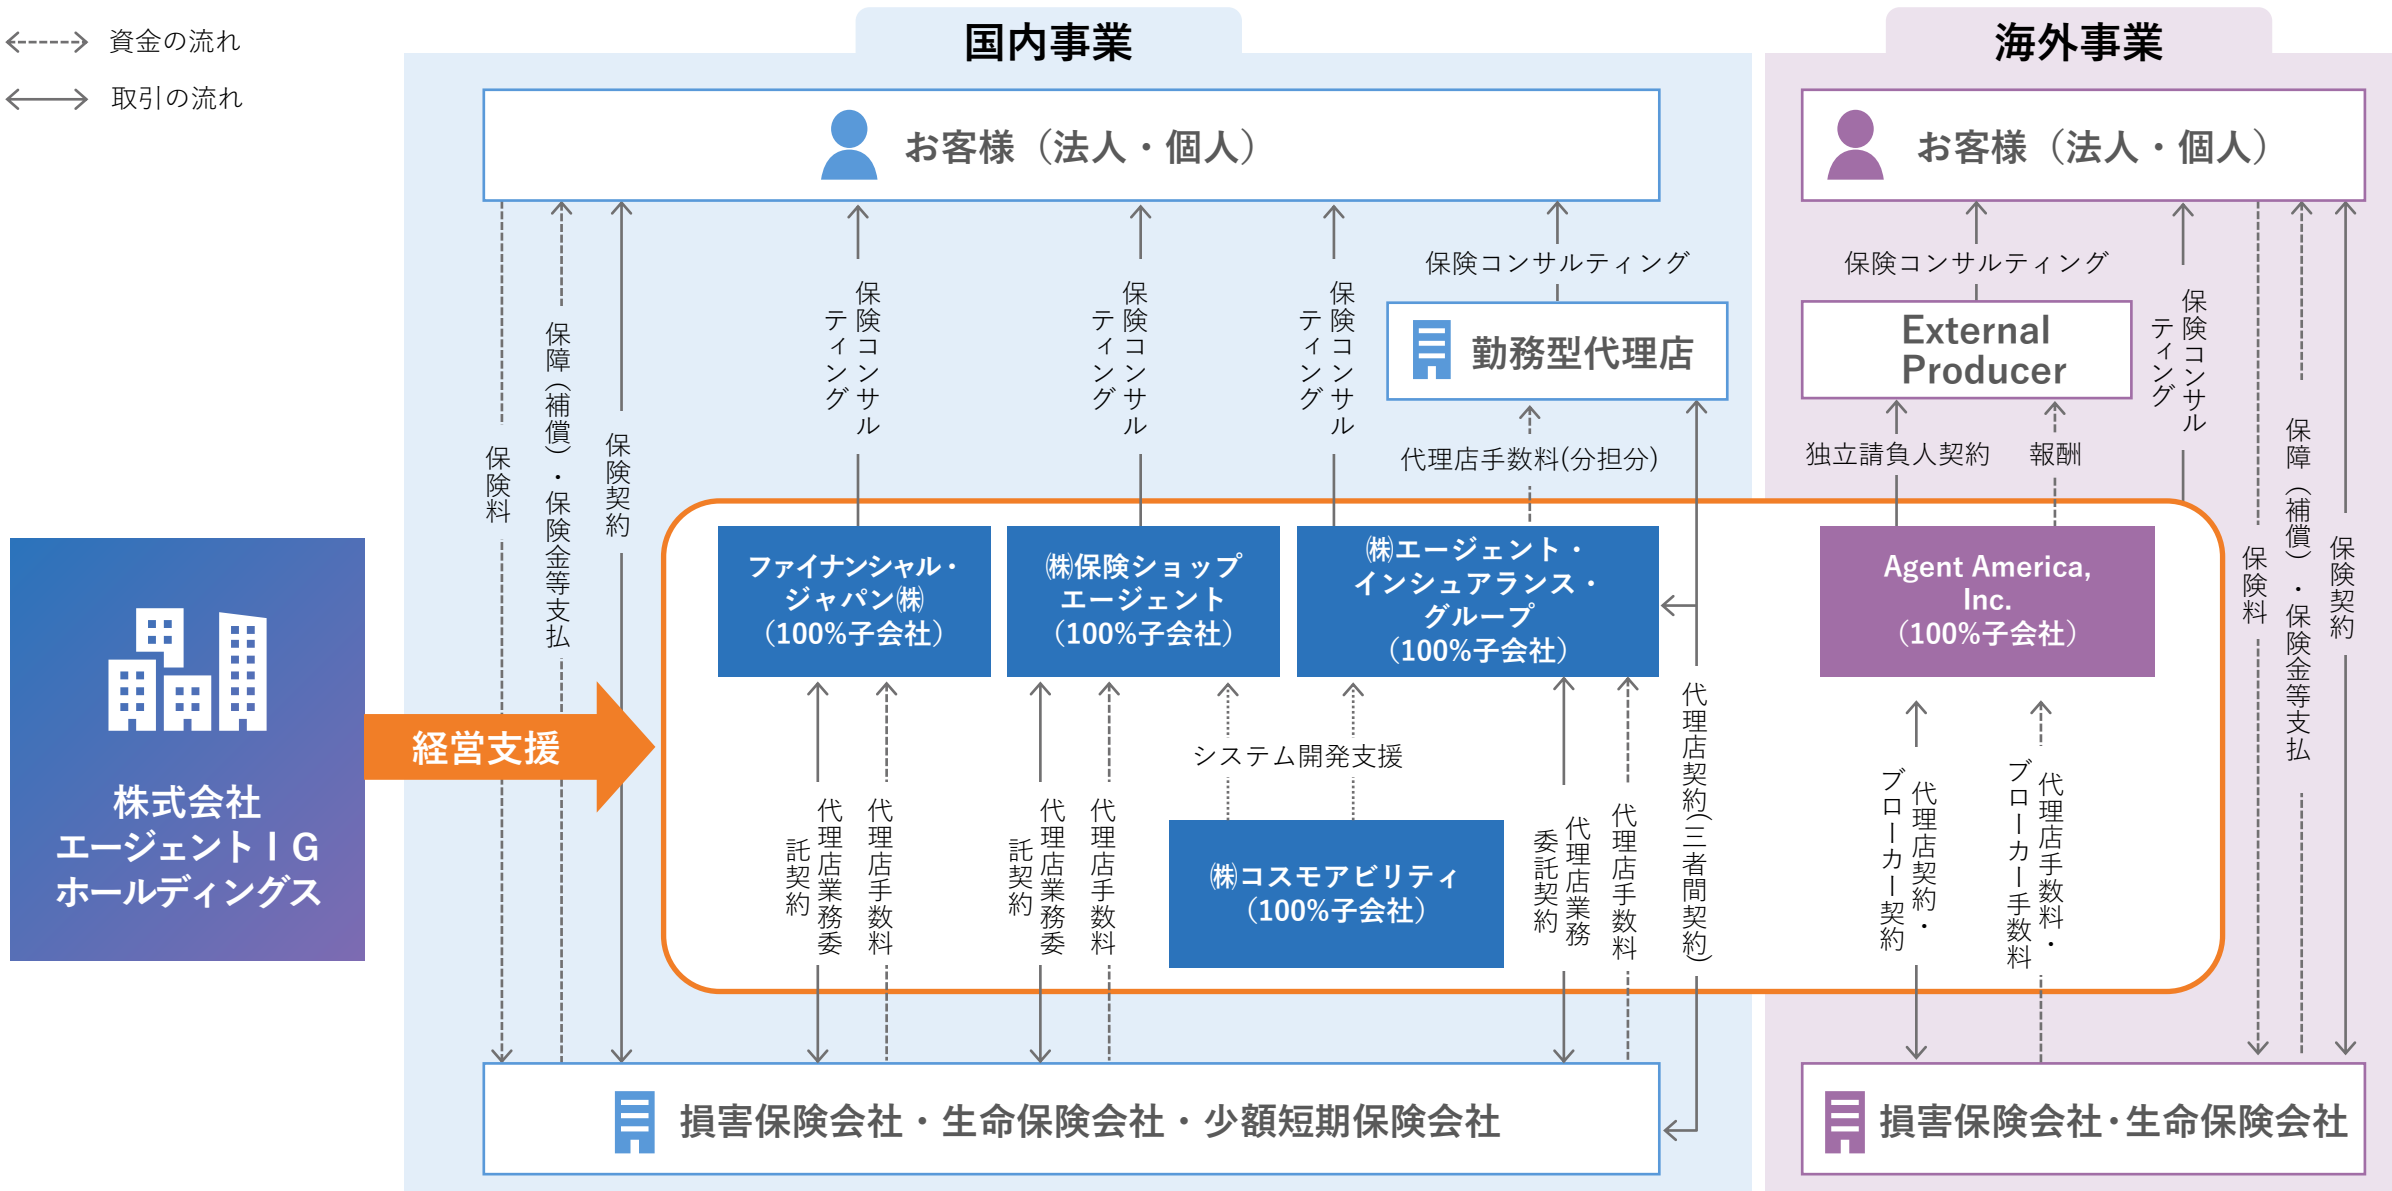 資金の流れ
取引の流れ
国内事業
海外事業
お客様（法人・個人）
お客様（法人・個人）
保険料
保障（補償）・保険金等支払
保険契約
保険コンサル
ティング
保険コンサル
ティング
保険コンサル
ティング
保険コンサルティング
勤務型代理店
代理店手数料(分担分)
保険コンサルティング
External
Producer
独立請負人契約
報酬
保険コンサル
ティング
保険料
保障（補償）・保険金等支払
保険契約
株式会社
エージェントＩＧ
ホールディングス
経営支援
ファイナンシャル・
ジャパン㈱
（100%子会社）
㈱保険ショップ
エージェント
（100%子会社）
㈱エージェント・
インシュアランス・
グループ
（100%子会社）
Agent America,
Inc.
（100%子会社）
代理店業務委
託契約
代理店手数料
代理店業務委
託契約
代理店手数料
システム開発支援
㈱コスモアビリティ
（100%子会社）
代理店業務
委託契約
代理店手数料
代理店契約(三者間契約)
代理店契約・
ブローカー契約
代理店手数料・
ブローカー手数料
損害保険会社・生命保険会社・少額短期保険会社
損害保険会社・生命保険会社